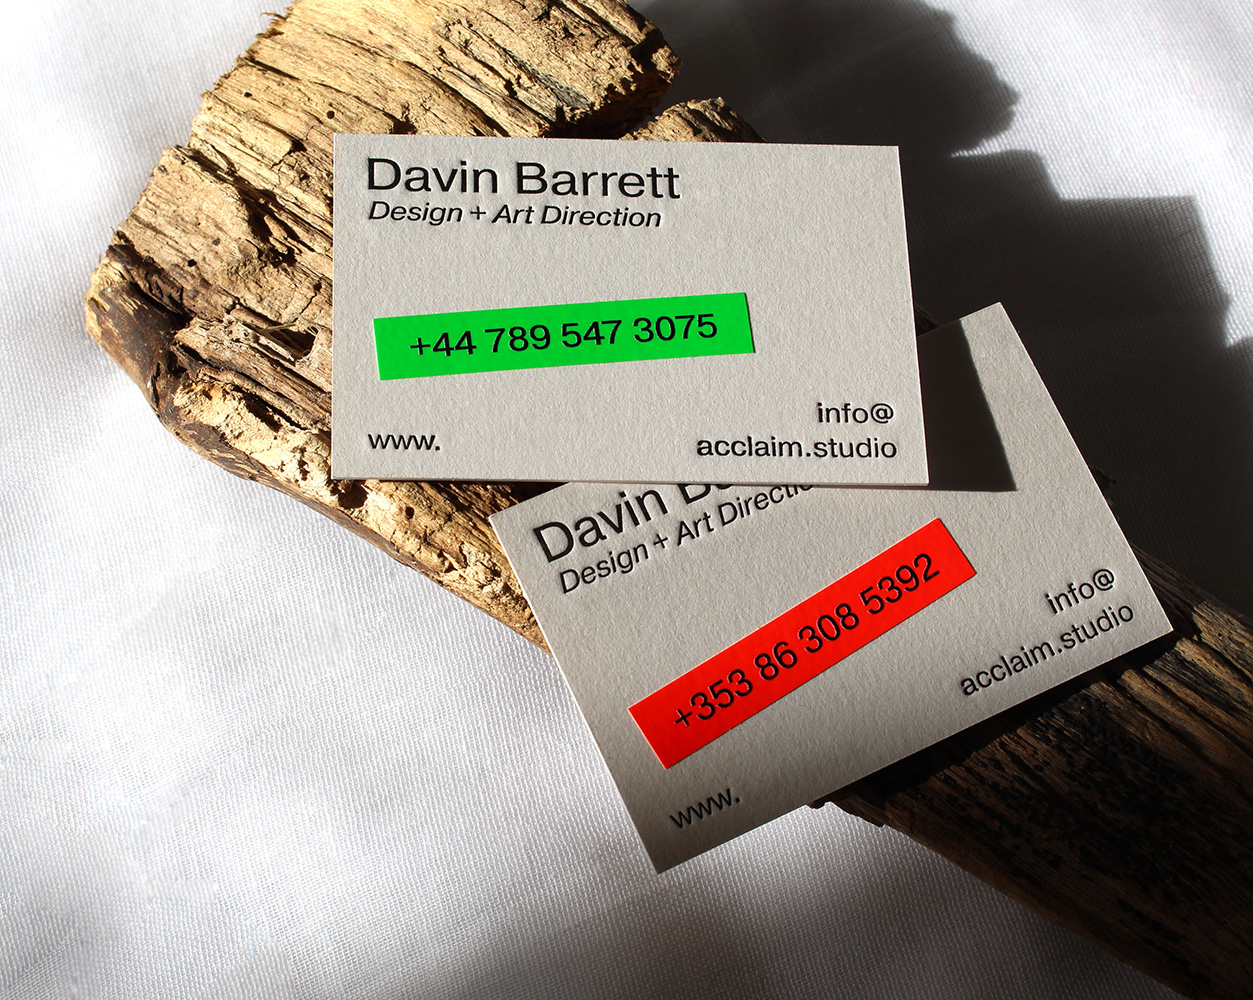 Davin Barrett
Design + Art Direction
+44 789 547 3075
www.
info@
acclaim.studio
Davin
Design + Art Directio
+353 86 308 5392
www.
info@
acclaim.studio